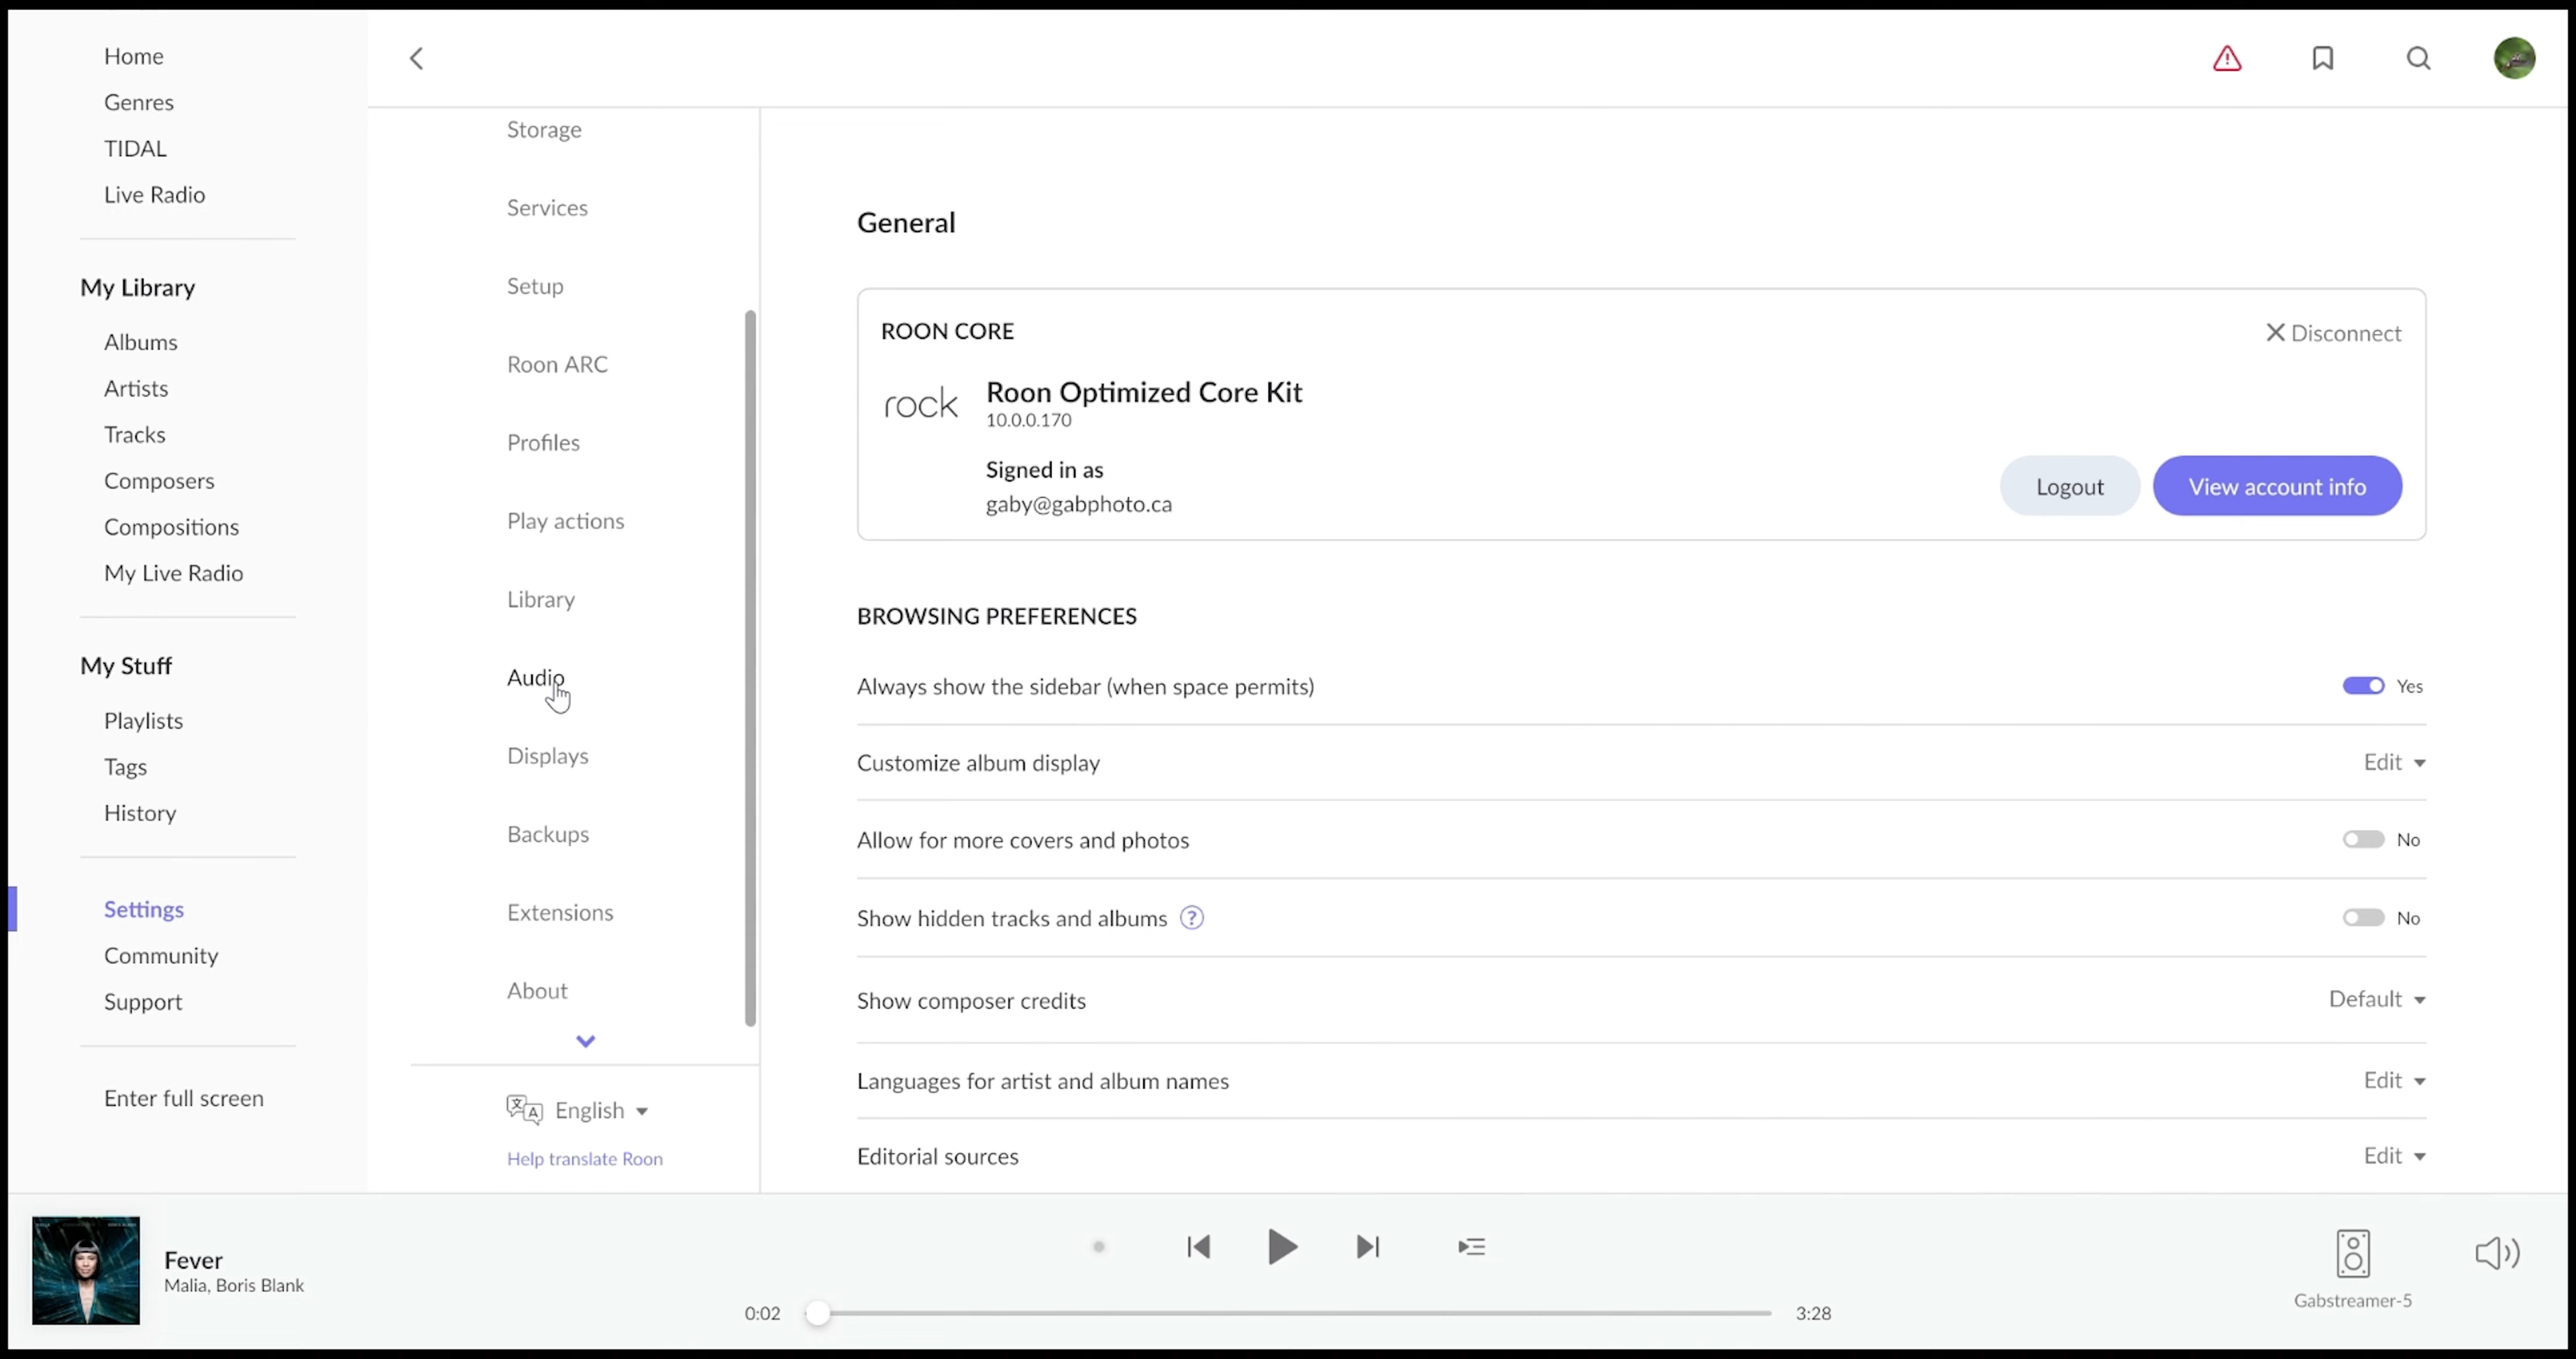 Home
Genres
TIDAL
Live Radio
My Library
Albums
Artists
Tracks
Composers
Compositions
My Live Radio
My Stuff
Playlists
Tags
History
Settings
Community
Support
Enter full screen
Storage
Services
Setup
Roon ARC
Profiles
Play actions
Library
Audio
Displays
Backups
Extensions
About
English
Help translate Roon
General
ROON CORE
Disconnect
rock
Roon Optimized Core Kit
10.0.0.170
Signed in as
gaby@gabphoto.ca
Logout
View account info
BROWSING PREFERENCES
Always show the sidebar (when space permits)
Yes
Customize album display
Edit
Allow for more covers and photos
No
Show hidden tracks and albums ?
No
Show composer credits
Default
Languages for artist and album names
Edit
Editorial sources
Edit
Fever
Malia, Boris Blank
0:02
3:28
Gabstreamer-5